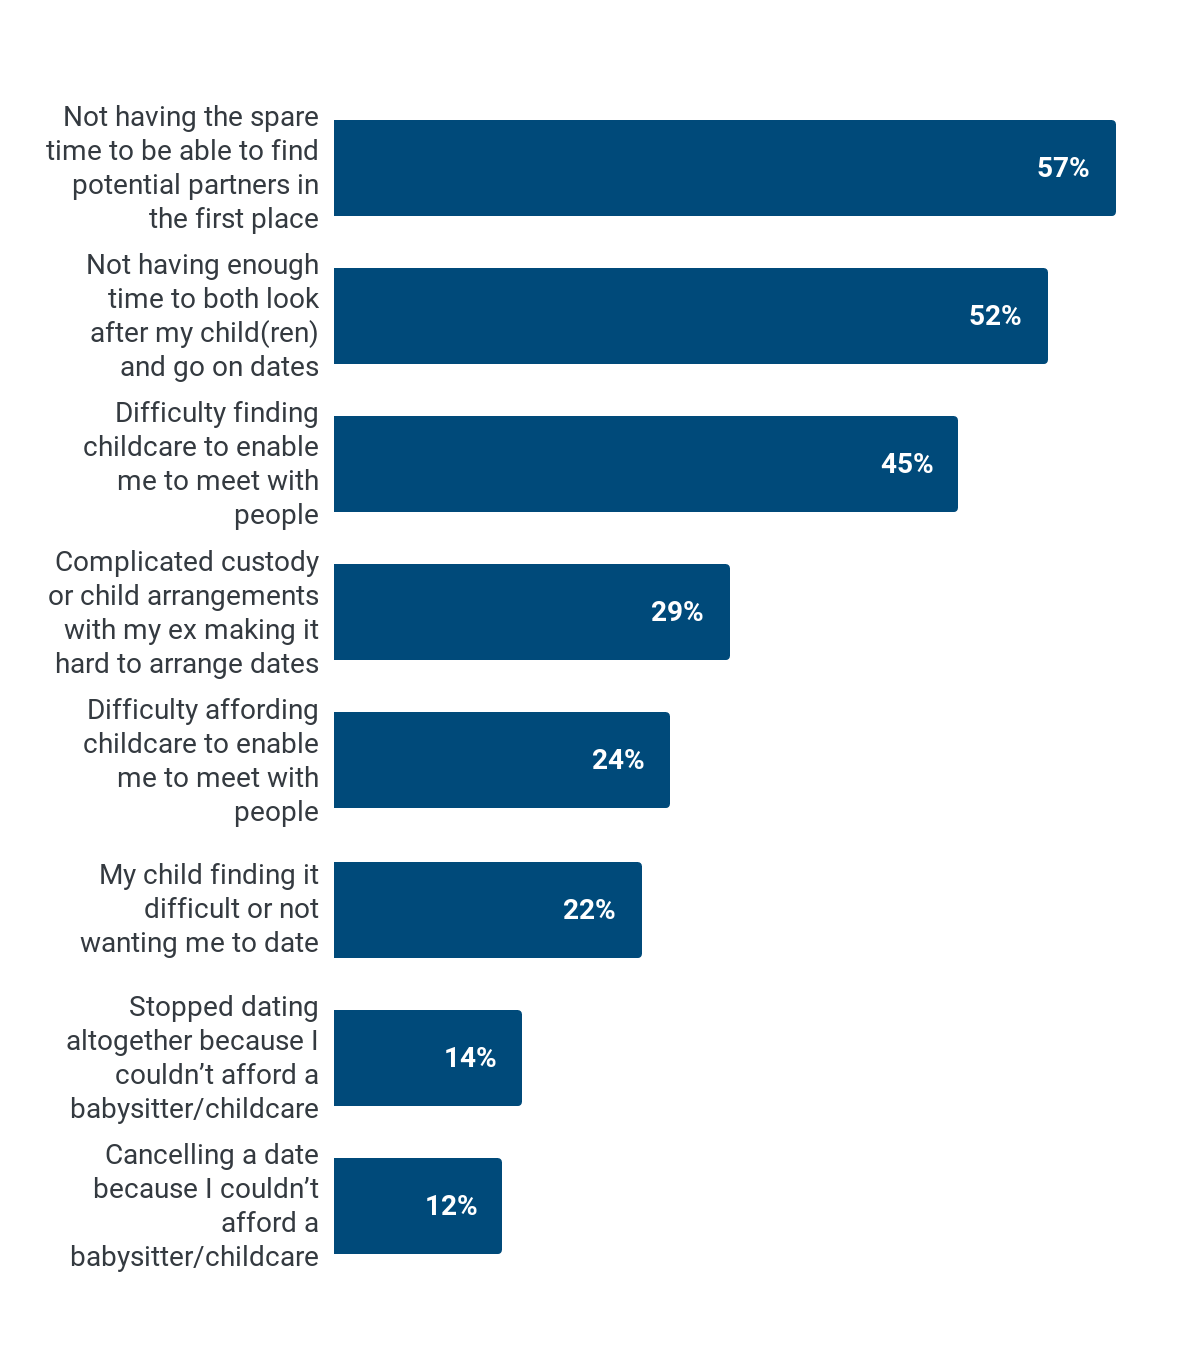 Not having the spare
time to be able to find
potential partners in
the first place
57%
Not having enough
time to both look
after my child(ren)
and go on dates
52%
Difficulty finding
childcare to enable
me to meet with
people
45%
Complicated custody
or child arrangements
with my ex making it
hard to arrange dates
29%
Difficulty affording
childcare to enable
me to meet with
people
24%
My child finding it
difficult or not
wanting me to date
22%
Stopped dating
altogether because I
couldn’t afford a
babysitter/childcare
14%
Cancelling a date
because I couldn’t
afford a
babysitter/childcare
12%